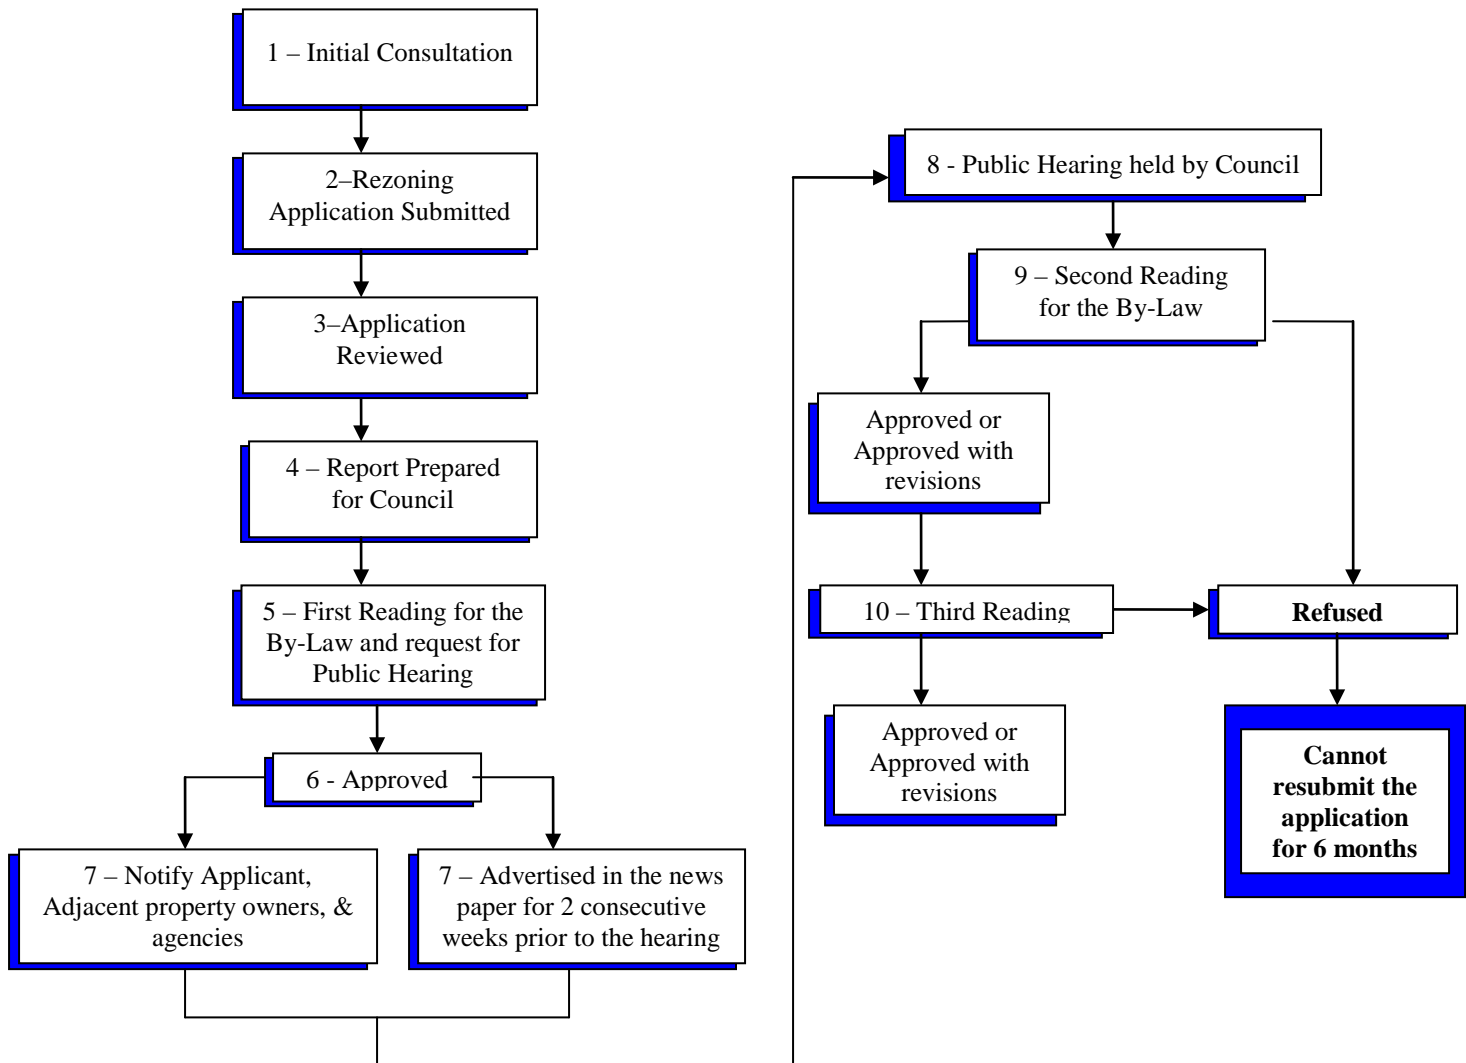 1 – Initial Consultation
2–Rezoning
Application Submitted
3–Application
Reviewed
4 – Report Prepared
for Council
5 – First Reading for the
By-Law and request for
Public Hearing
6 - Approved
7 – Notify Applicant,
Adjacent property owners, &
agencies
7 – Advertised in the news
paper for 2 consecutive
weeks prior to the hearing
8 - Public Hearing held by Council
9 – Second Reading
for the By-Law
Approved or
Approved with
revisions
10 – Third Reading
Refused
Approved or
Approved with
revisions
Cannot
resubmit the
application
for 6 months